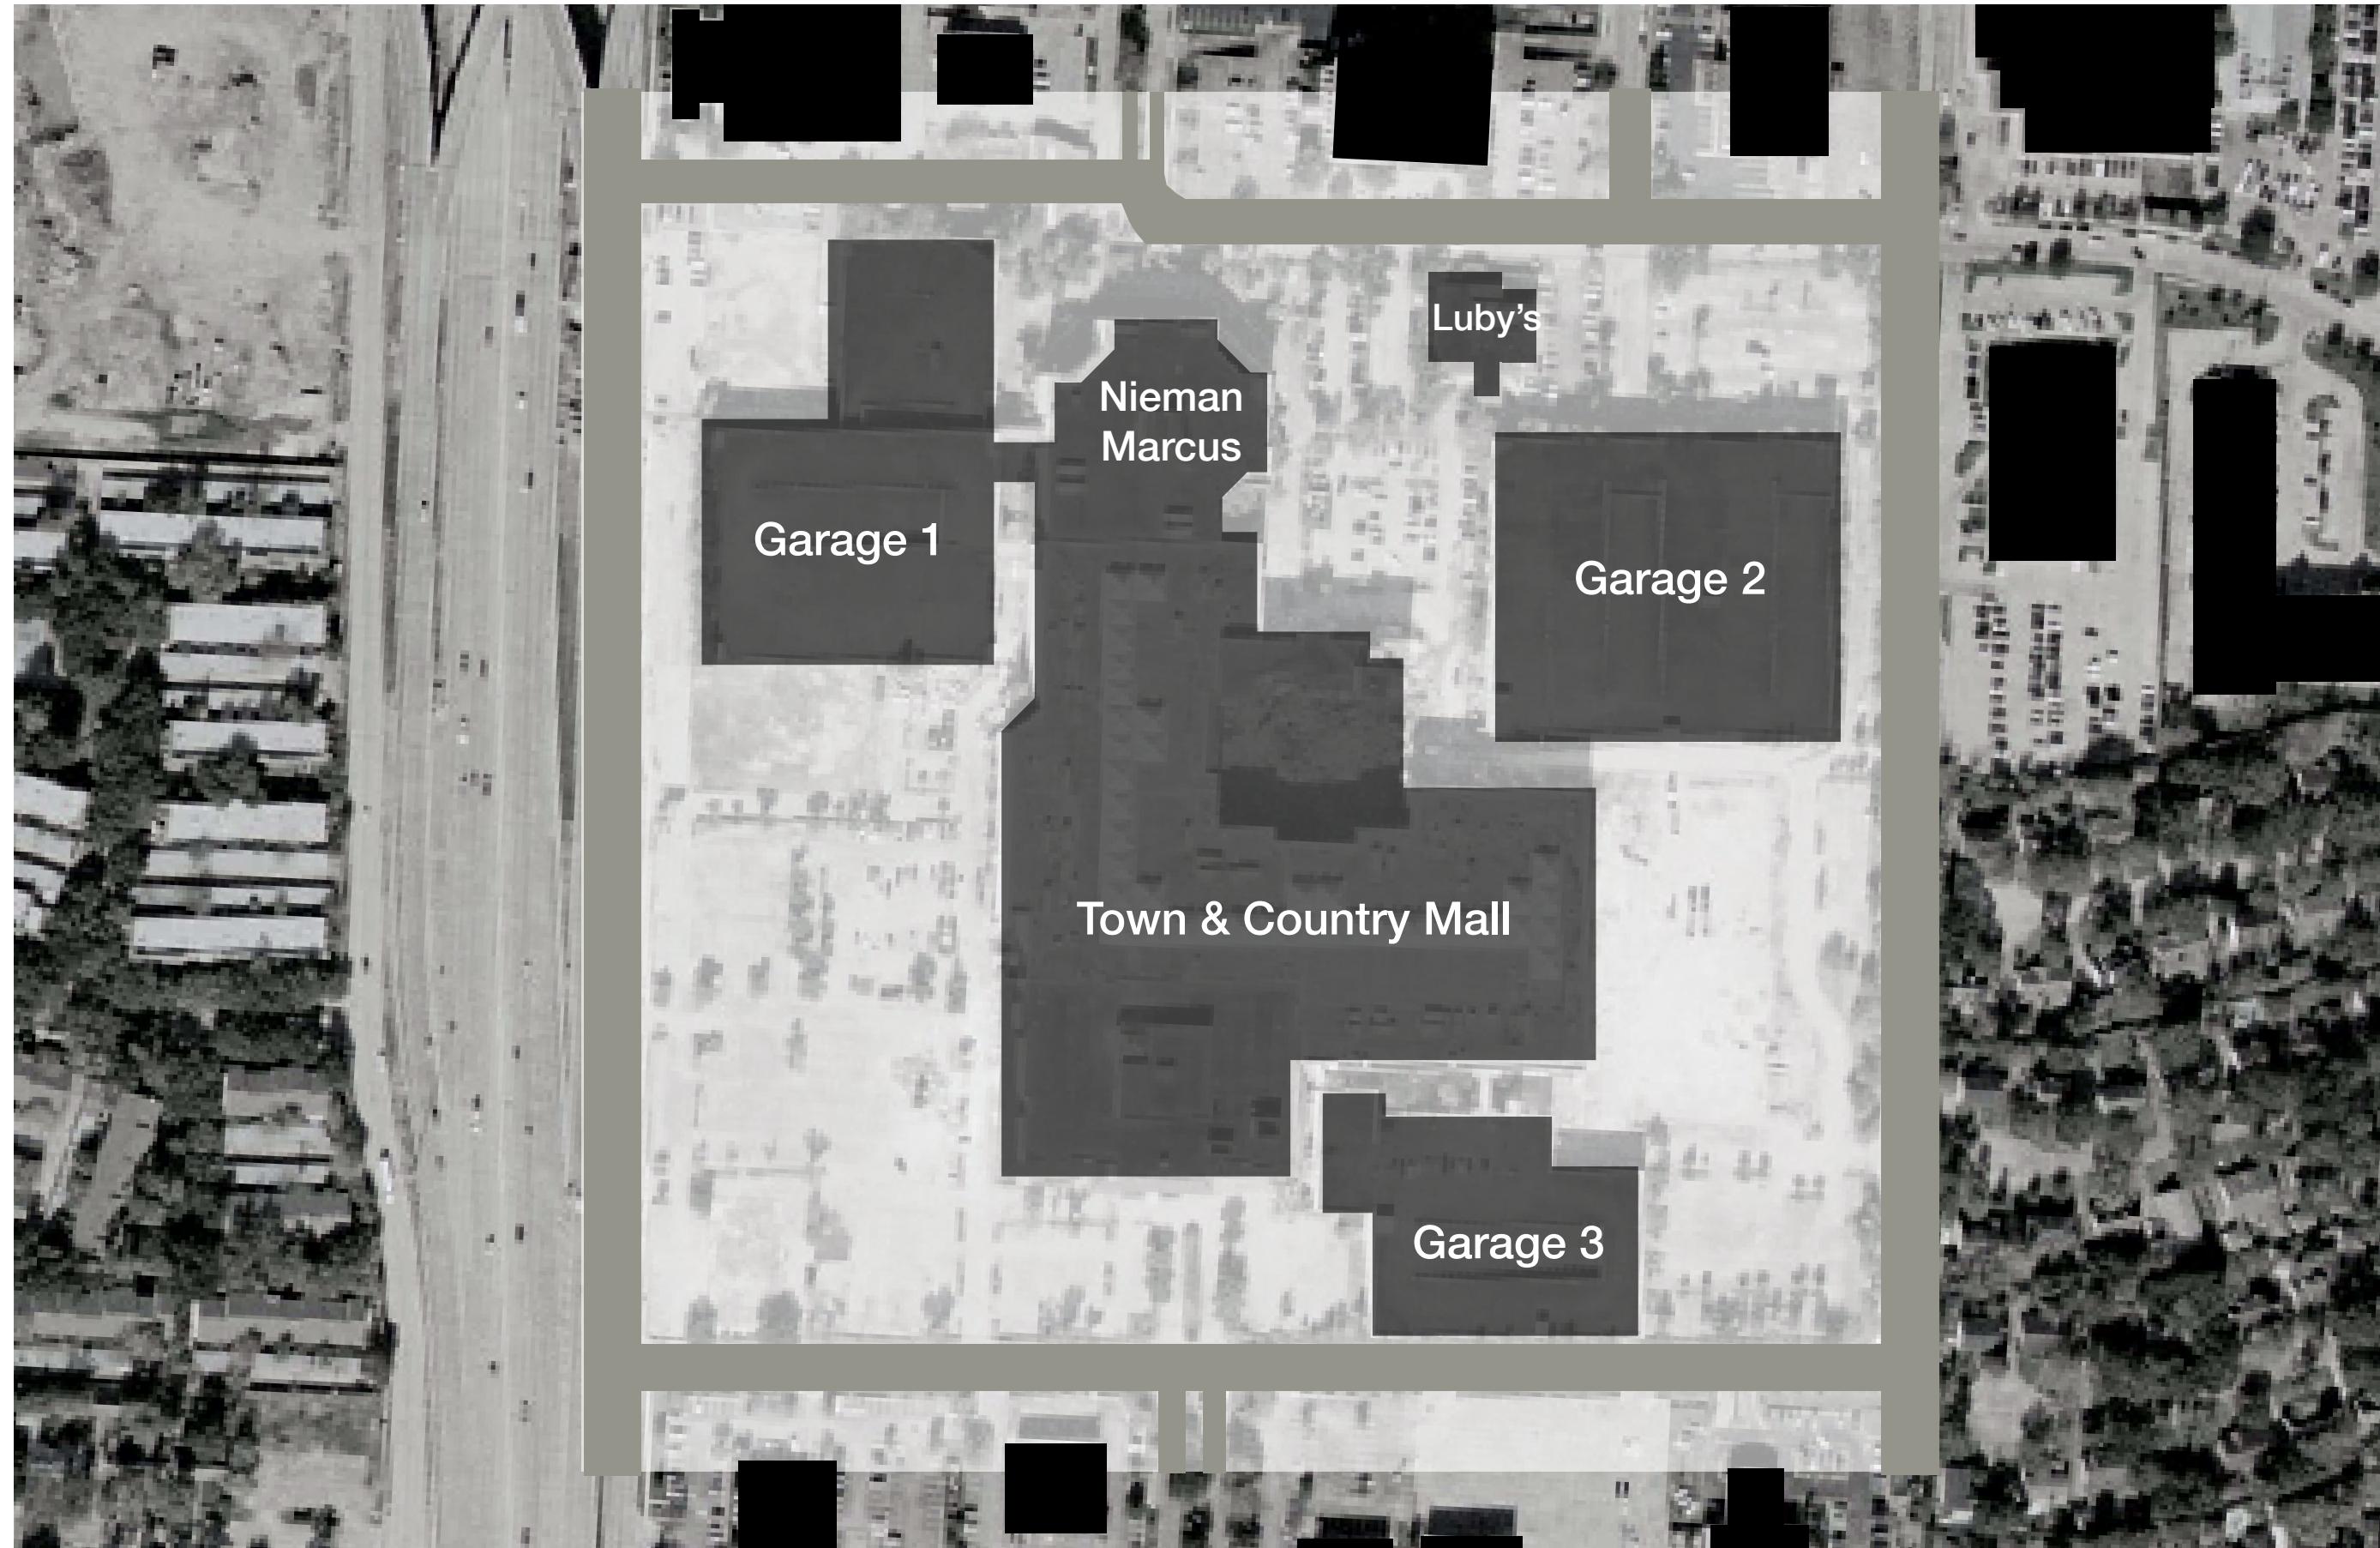 Luby’s
Nieman
Marcus
Garage 1
Garage 2
Town & Country Mall
Garage 3